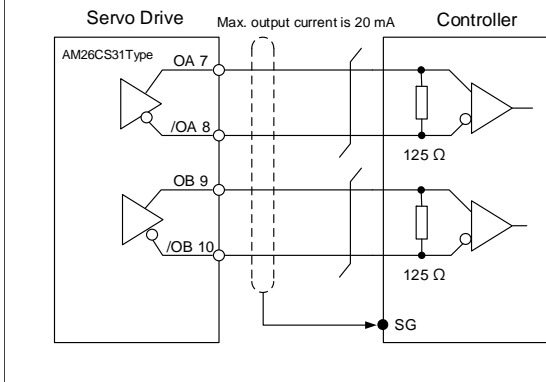 Servo Drive
Max. output current is 20 mA
Controller
AM26CS31Type
OA 7
/OA 8
125 Ω
OB 9
/OB 10
125 Ω
SG